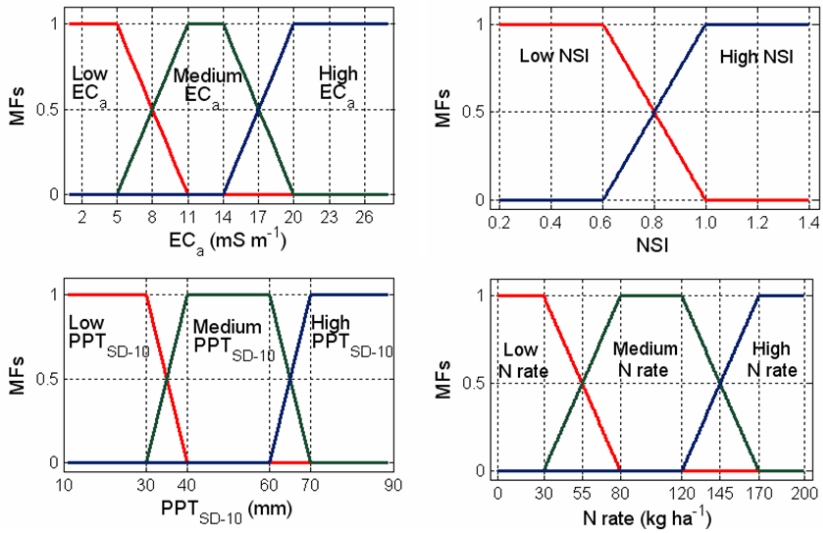 MFs
1
0.5
0
Low
ECa
Medium
ECa
High
ECa
2 5 8 11 14 17 20 23 26
ECa (mS m-1)
MFs
1
0.5
0
Low NSI High NSI
0.2 0.4 0.6 0.8 1.0 1.2 1.4
NSI
MFs
1
0.5
0
Low
PPTSD-10
Medium
PPTSD-10
High
PPTSD-10
10 30 40 60 70 90
PPTSD-10 (mm)
MFs
1
0.5
0
Low
N rate
Medium
N rate
High
N rate
0 30 55 80 120 145 170 200
N rate (kg ha-1)